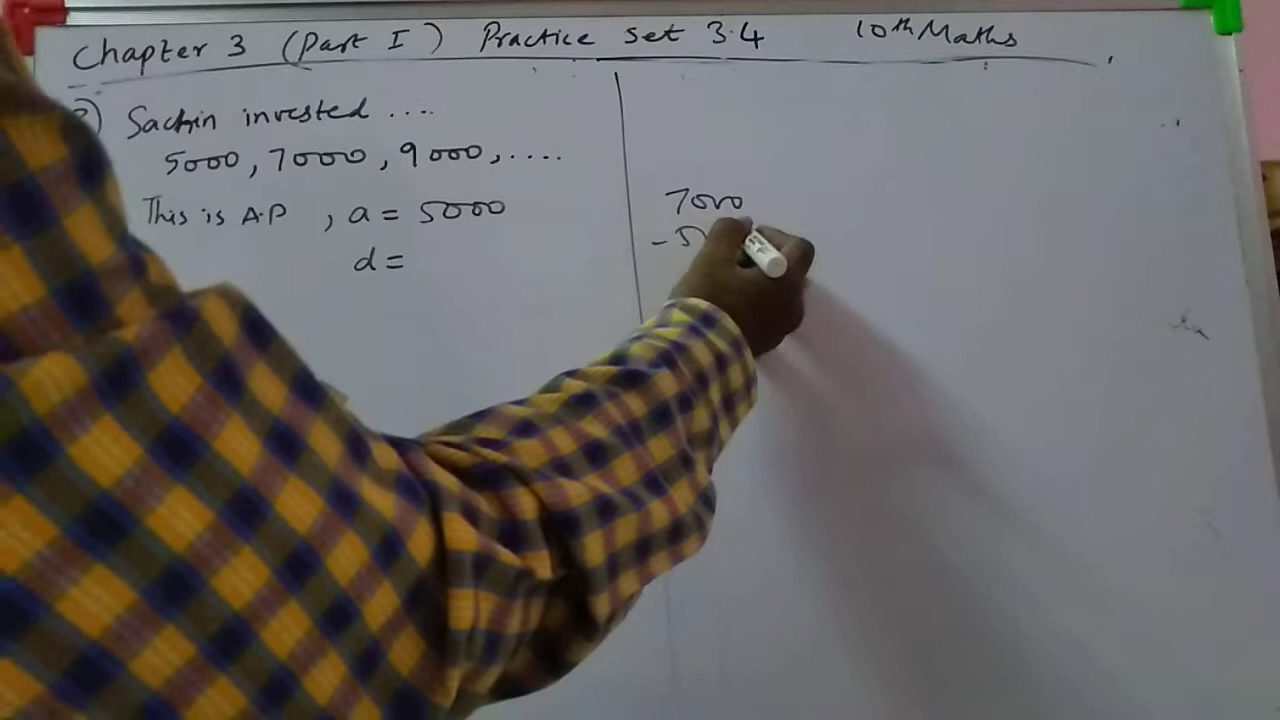 Chapter 3 (Part I) Practice set 3.4 10th Maths
3) Sachin invested ....
5000, 7000, 9000, ....
This is A.P , a = 5000
d =
7000
- 5